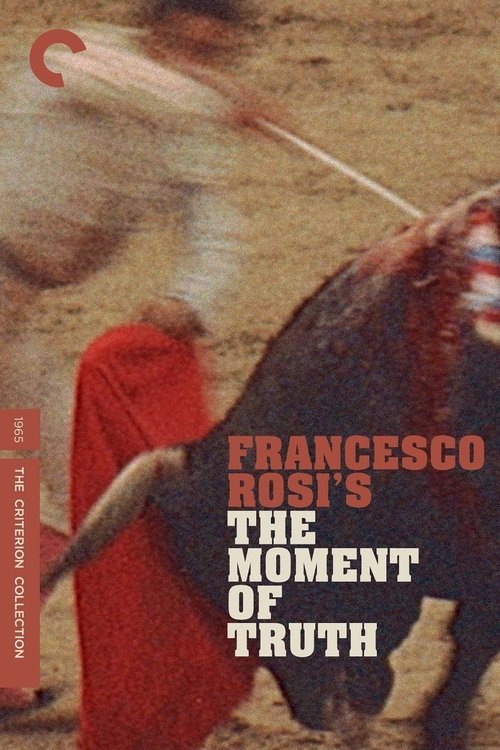 1965
THE CRITERION COLLECTION
FRANCESCO
ROSI'S
THE
MOMENT
OF
TRUTH